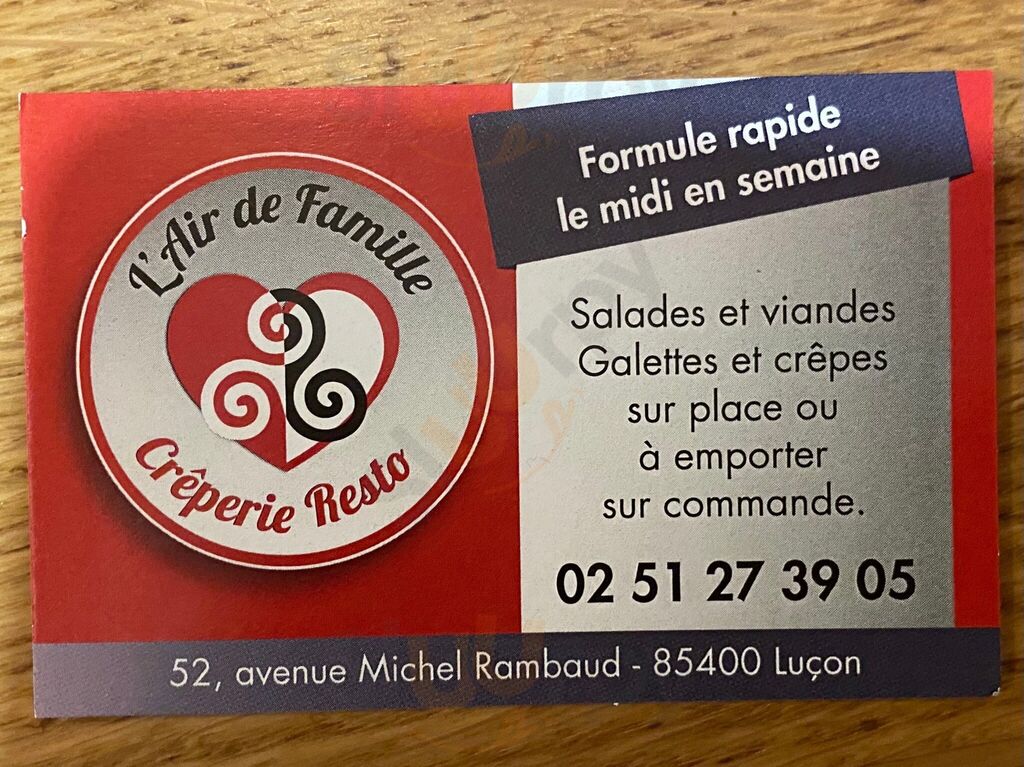 L'Air de Famille
Crêperie Resto
Formule rapide
le midi en semaine
Salades et viandes
Galettes et crêpes
sur place ou
à emporter
sur commande.
02 51 27 39 05
52, avenue Michel Rambaud - 85400 Luçon